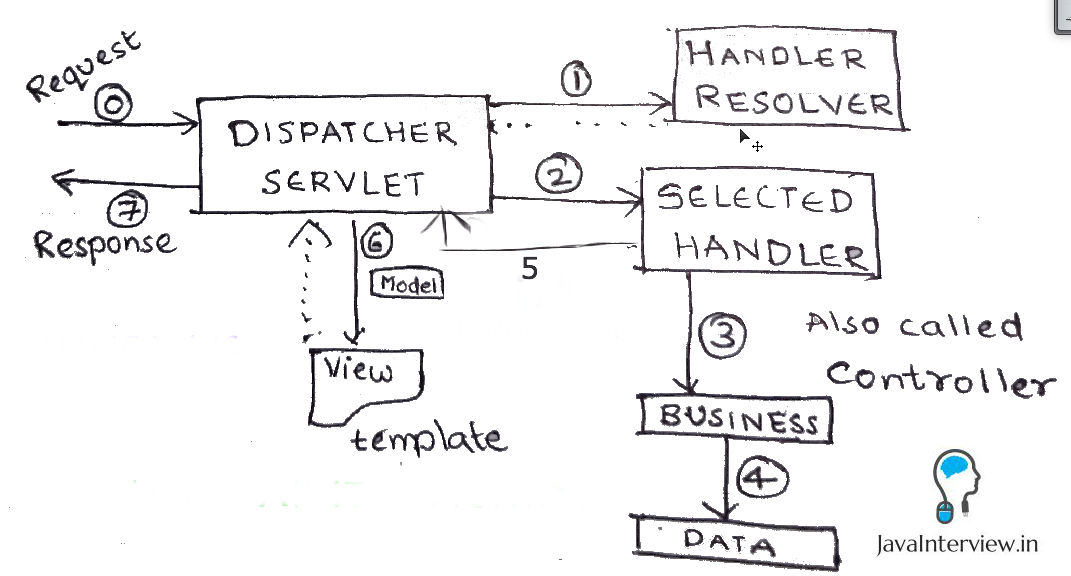 Request
0
1
HANDLER
RESOLVER
DISPATCHER
SERVLET
2
SELECTED
HANDLER
7
Response
6
Model
5
3
Also called
Controller
View
template
BUSINESS
4
DATA
JavaInterview.in